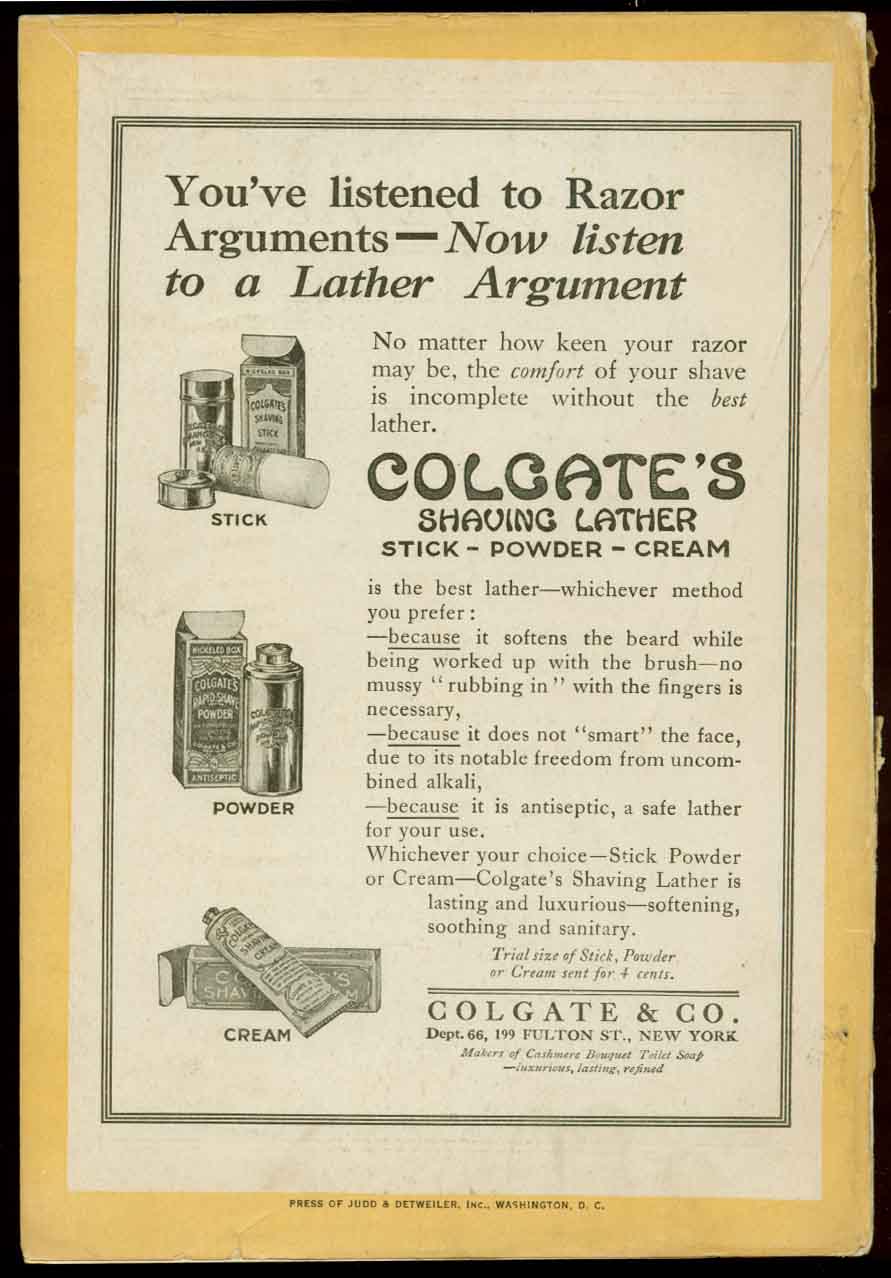 You've listened to Razor
Arguments—Now listen
to a Lather Argument
No matter how keen your razor
may be, the comfort of your shave
is incomplete without the best
lather.
COLGATE'S
SHAVING LATHER
STICK - POWDER - CREAM
is the best lather—whichever method
you prefer :
—because it softens the beard while
being worked up with the brush—no
mussy “rubbing in” with the fingers is
necessary,
—because it does not “smart” the face,
due to its notable freedom from uncom-
bined alkali,
—because it is antiseptic, a safe lather
for your use.
Whichever your choice—Stick Powder
or Cream—Colgate's Shaving Lather is
lasting and luxurious—softening,
soothing and sanitary.
Trial size of Stick, Powder
or Cream sent for 4 cents.
COLGATE & CO.
Dept. 66, 199 FULTON ST., NEW YORK
Makers of Cashmere Bouquet Toilet Soap
—luxurious, lasting, refined
NICKELED BOX
COLGATE'S
SHAVING
STICK
STICK
NICKELED BOX
COLGATE'S
RAPID-SHAVE
POWDER
COLGATE & CO
ANTISEPTIC
POWDER
COLGATE'S
SHAVING
CREAM
CREAM
PRESS OF JUDD & DETWEILER, INC., WASHINGTON, D. C.